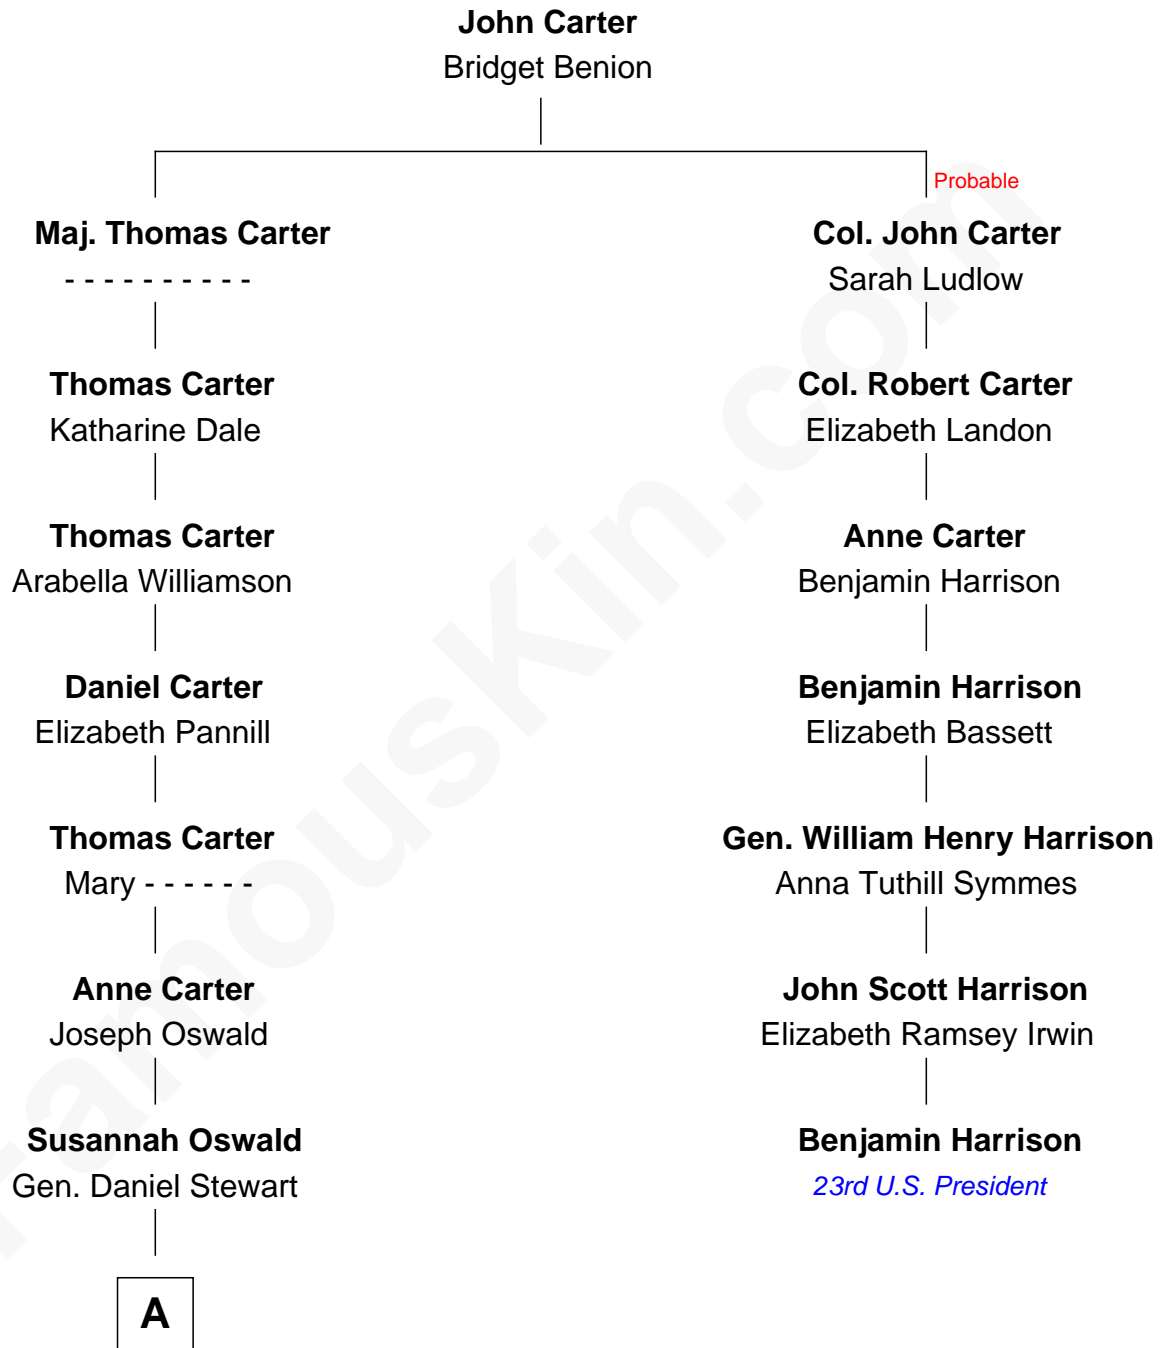 John Carter
Bridget Benion
Probable
Maj. Thomas Carter
- - - - - - - - - -
Thomas Carter
Katharine Dale
Thomas Carter
Arabella Williamson
Daniel Carter
Elizabeth Pannill
Thomas Carter
Mary - - - - - -
Anne Carter
Joseph Oswald
Susannah Oswald
Gen. Daniel Stewart
A
Col. John Carter
Sarah Ludlow
Col. Robert Carter
Elizabeth Landon
Anne Carter
Benjamin Harrison
Benjamin Harrison
Elizabeth Bassett
Gen. William Henry Harrison
Anna Tuthill Symmes
John Scott Harrison
Elizabeth Ramsey Irwin
Benjamin Harrison
23rd U.S. President
FamousKin.com